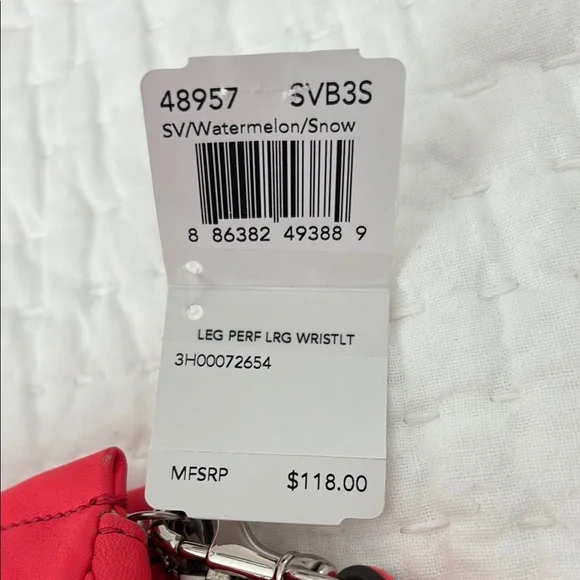 48957 SVB3S
SV/Watermelon/Snow
8 86382 49388 9
LEG PERF LRG WRISTLT
3H00072654
MFSRP $118.00